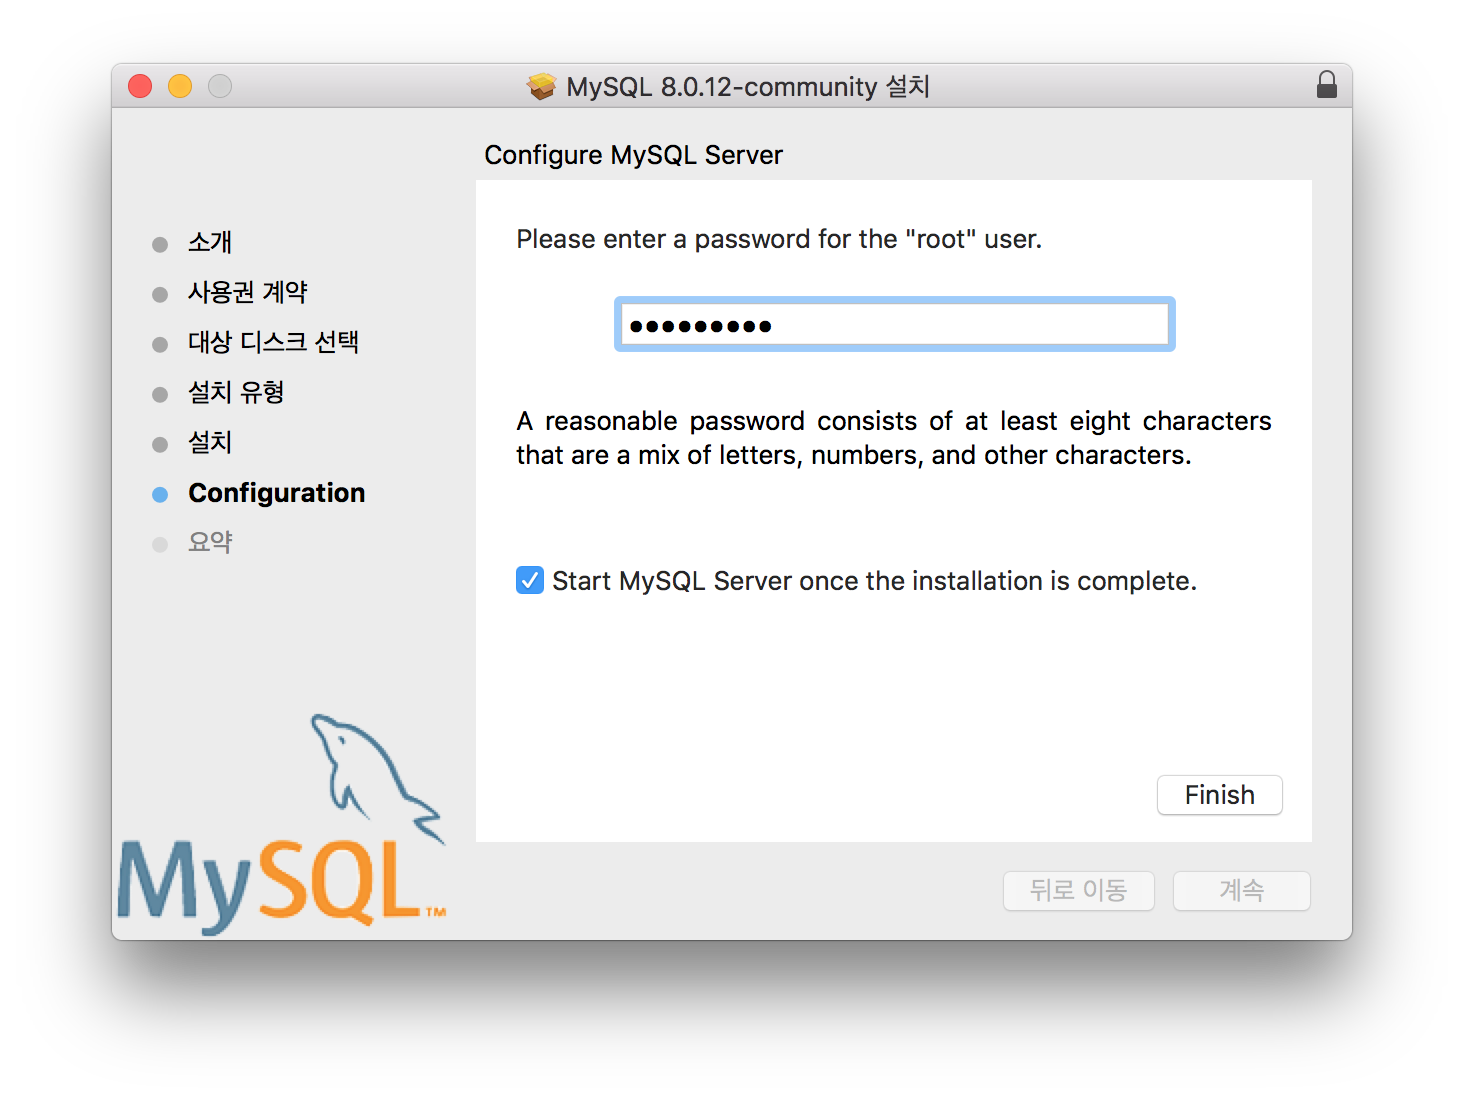 MySQL 8.0.12-community 설치
Configure MySQL Server
소개
사용권 계약
대상 디스크 선택
설치 유형
설치
Configuration
요약
Please enter a password for the "root" user.
•••••••••
A reasonable password consists of at least eight characters
that are a mix of letters, numbers, and other characters.
Start MySQL Server once the installation is complete.
Finish
MySQL™
뒤로 이동
계속